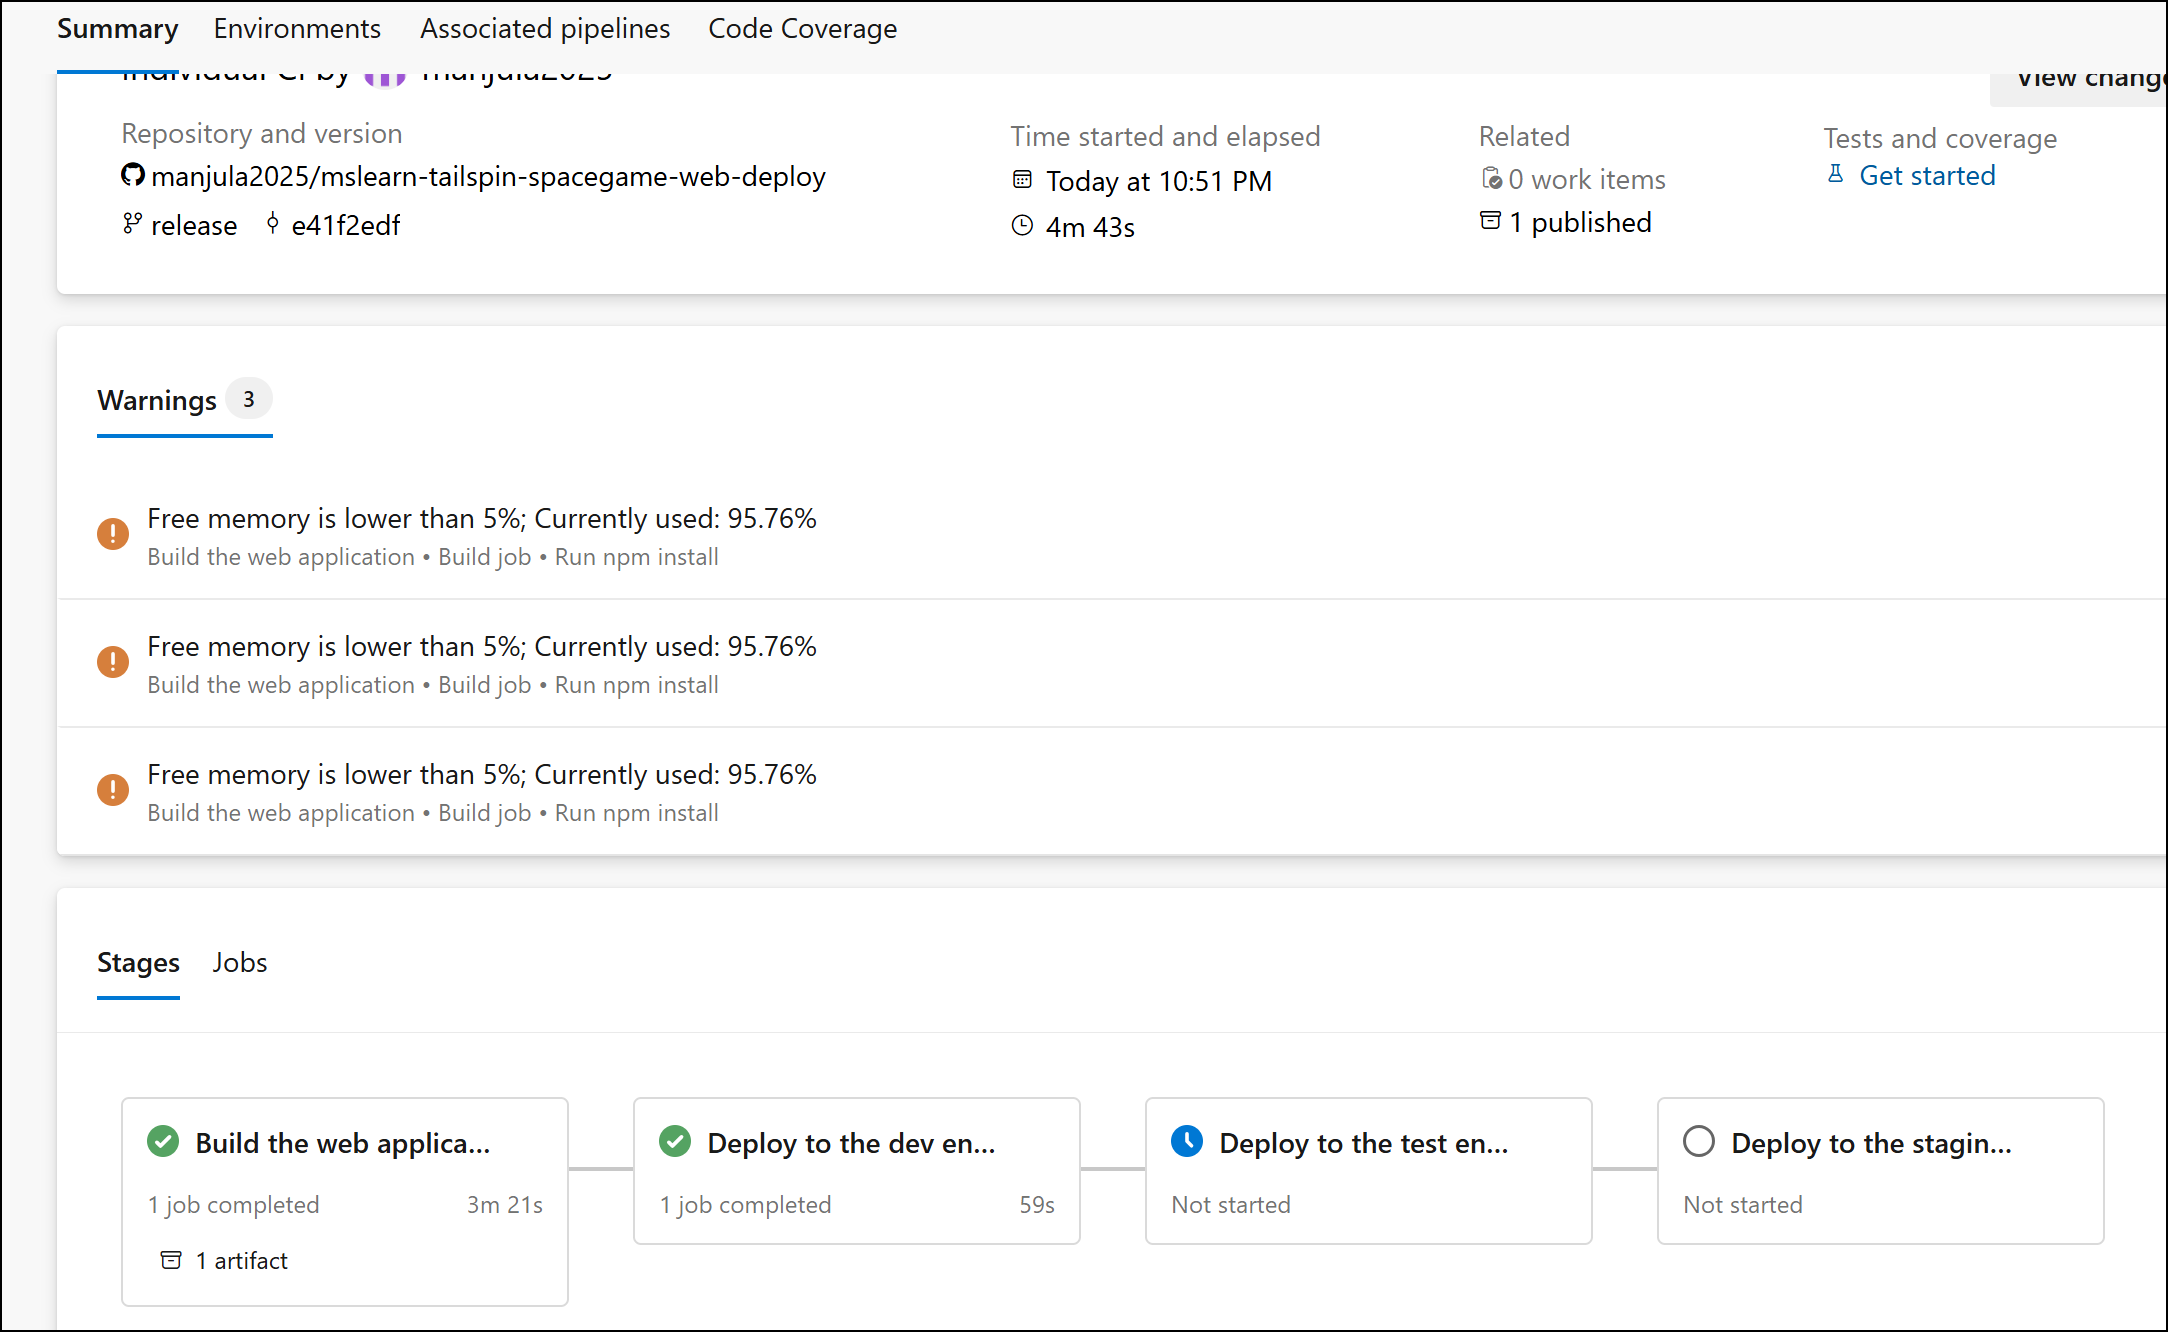 Summary Environments Associated pipelines Code Coverage
Individual CI by manjula2025
View change
Repository and version
manjula2025/mslearn-tailspin-spacegame-web-deploy
release e41f2edf
Time started and elapsed
Today at 10:51 PM
4m 43s
Related
0 work items
1 published
Tests and coverage
Get started
Warnings 3
Free memory is lower than 5%; Currently used: 95.76%
Build the web application • Build job • Run npm install
Free memory is lower than 5%; Currently used: 95.76%
Build the web application • Build job • Run npm install
Free memory is lower than 5%; Currently used: 95.76%
Build the web application • Build job • Run npm install
Stages Jobs
Build the web applica...
1 job completed 3m 21s
1 artifact
Deploy to the dev en...
1 job completed 59s
Deploy to the test en...
Not started
Deploy to the stagin...
Not started